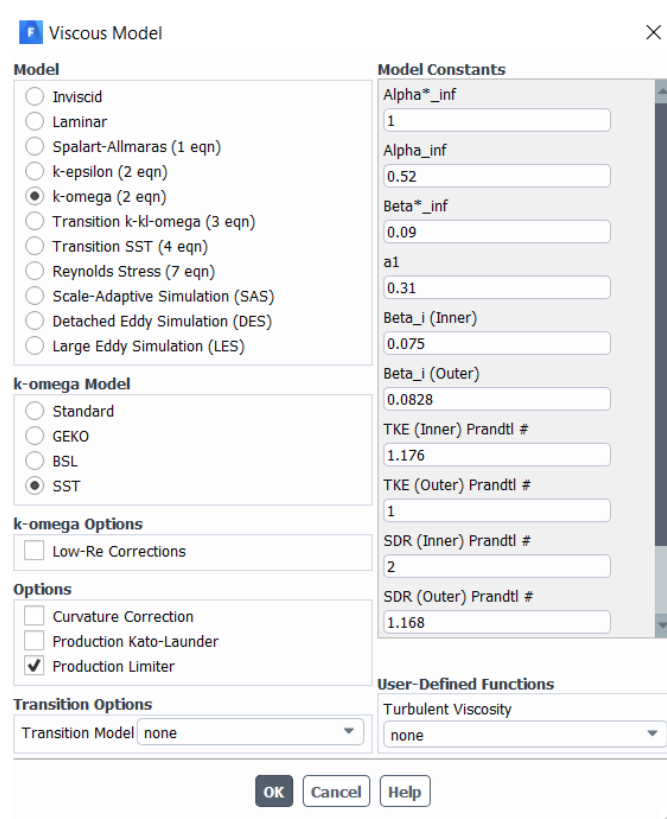 F Viscous Model
Model
Inviscid
Laminar
Spalart-Allmaras (1 eqn)
k-epsilon (2 eqn)
k-omega (2 eqn)
Transition k-kl-omega (3 eqn)
Transition SST (4 eqn)
Reynolds Stress (7 eqn)
Scale-Adaptive Simulation (SAS)
Detached Eddy Simulation (DES)
Large Eddy Simulation (LES)
k-omega Model
Standard
GEKO
BSL
SST
k-omega Options
Low-Re Corrections
Options
Curvature Correction
Production Kato-Launder
Production Limiter
Transition Options
Transition Model none
Model Constants
Alpha*_inf
1
Alpha_inf
0.52
Beta*_inf
0.09
a1
0.31
Beta_i (Inner)
0.075
Beta_i (Outer)
0.0828
TKE (Inner) Prandtl #
1.176
TKE (Outer) Prandtl #
1
SDR (Inner) Prandtl #
2
SDR (Outer) Prandtl #
1.168
User-Defined Functions
Turbulent Viscosity
none
OK Cancel Help